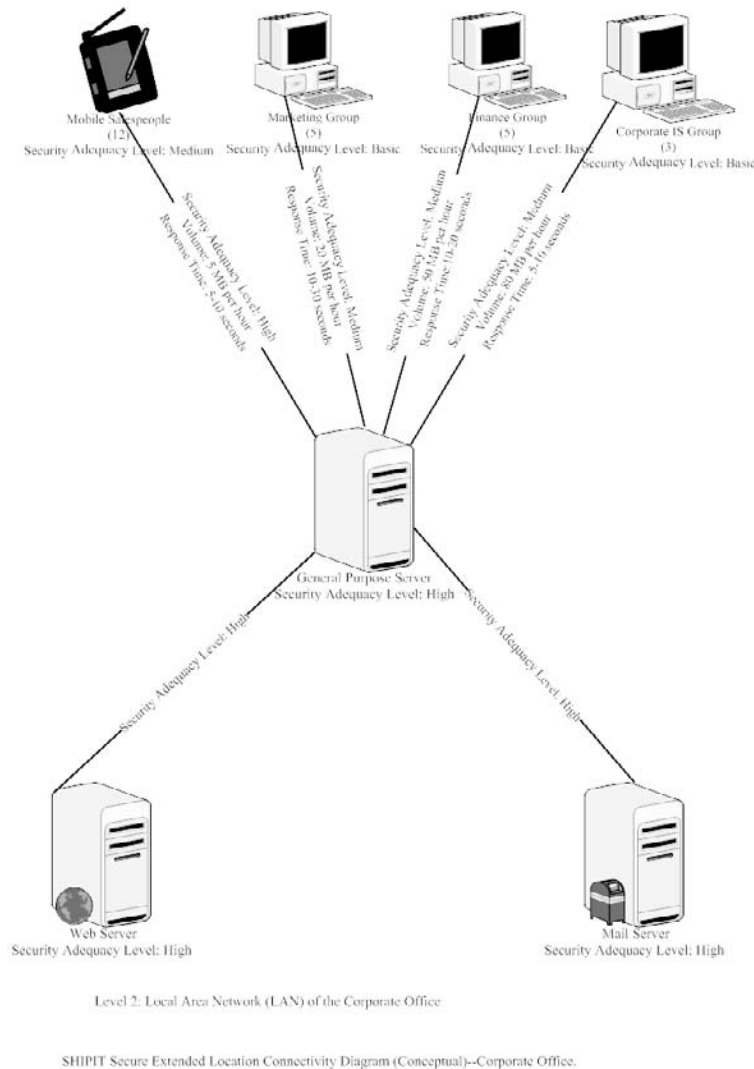 Mobile Salespeople
(12)
Security Adequacy Level: Medium
Marketing Group
(5)
Security Adequacy Level: Basic
Finance Group
(5)
Security Adequacy Level: Basic
Corporate IS Group
(3)
Security Adequacy Level: Basic
Security Adequacy Level: High
Volume: 5 MB per hour
Response Time: 5-10 seconds
Security Adequacy Level: Medium
Volume: 20 MB per hour
Response Time: 10-30 seconds
Security Adequacy Level: Medium
Volume: 50 MB per hour
Response Time:10-20 seconds
Security Adequacy Level: Medium
Volume: 80 MB per hour
Response Time: 5-10 seconds
General Purpose Server
Security Adequacy Level: High
Security Adequacy Level: High
Security Adequacy Level: High
Web Server
Security Adequacy Level: High
Mail Server
Security Adequacy Level: High
Level 2: Local Area Network (LAN) of the Corporate Office
SHIPIT Secure Extended Location Connectivity Diagram (Conceptual)--Corporate Office.